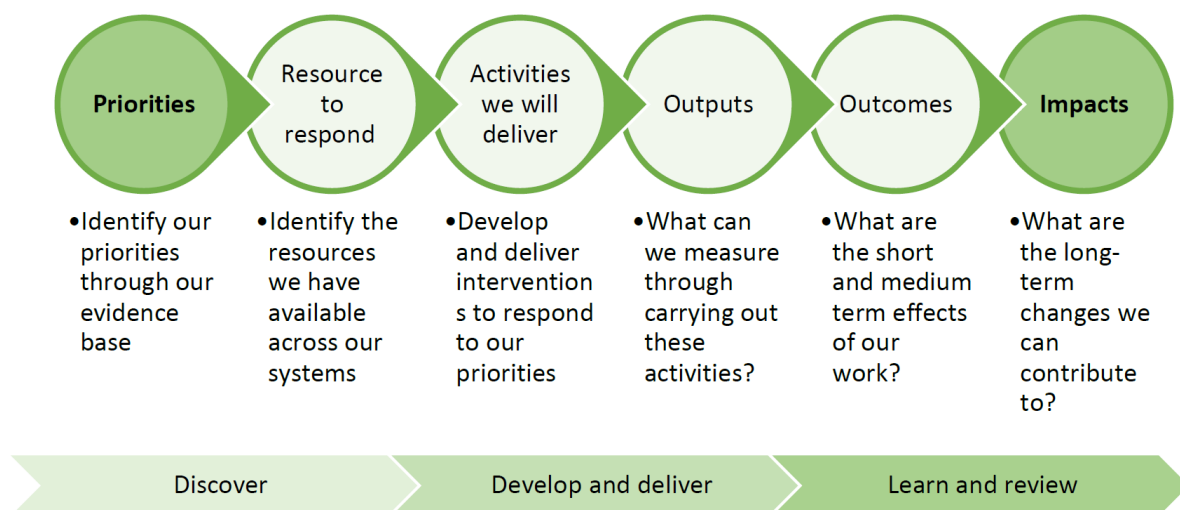 Priorities
Resource
to
respond
Activities
we will
deliver
Outputs
Outcomes
Impacts
•Identify our
priorities
through our
evidence
base
•Identify the
resources
we have
available
across our
systems
•Develop
and deliver
intervention
s to respond
to our
priorities
•What can
we measure
through
carrying out
these
activities?
•What are
the short
and medium
term effects
of our
work?
•What are
the long-
term
changes we
can
contribute
to?
Discover
Develop and deliver
Learn and review